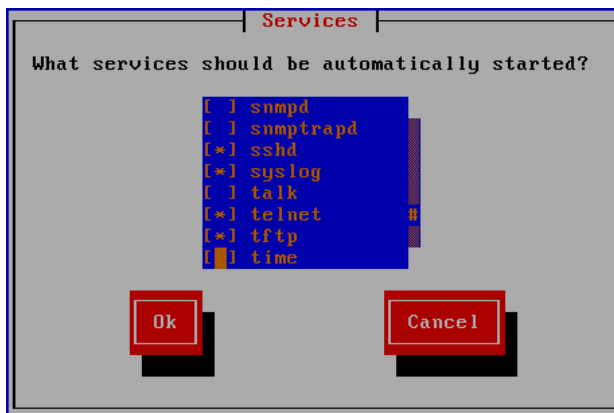 Services
What services should be automatically started?
[ ] snmpd
[ ] snmptrapd
[*] sshd
[*] syslog
[ ] talk
[*] telnet #
[*] tftp
[ ] time
Ok Cancel